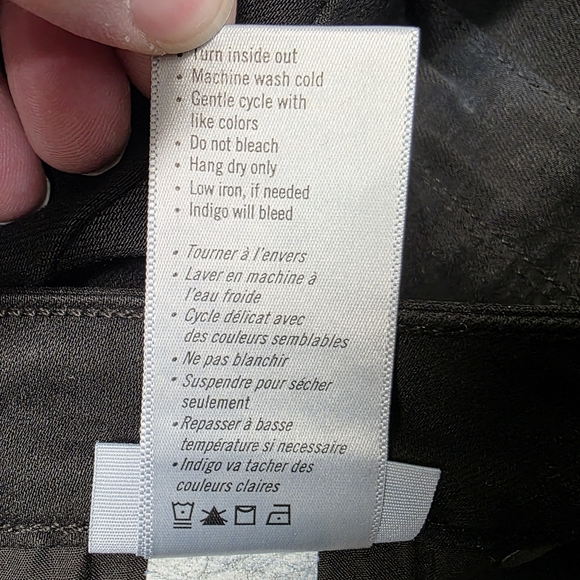 • Turn inside out
• Machine wash cold
• Gentle cycle with
like colors
• Do not bleach
• Hang dry only
• Low iron, if needed
• Indigo will bleed
• Tourner à l'envers
• Laver en machine à
l'eau froide
• Cycle délicat avec
des couleurs semblables
• Ne pas blanchir
• Suspendre pour sécher
seulement
• Repasser à basse
température si necessaire
• Indigo va tacher des
couleurs claires